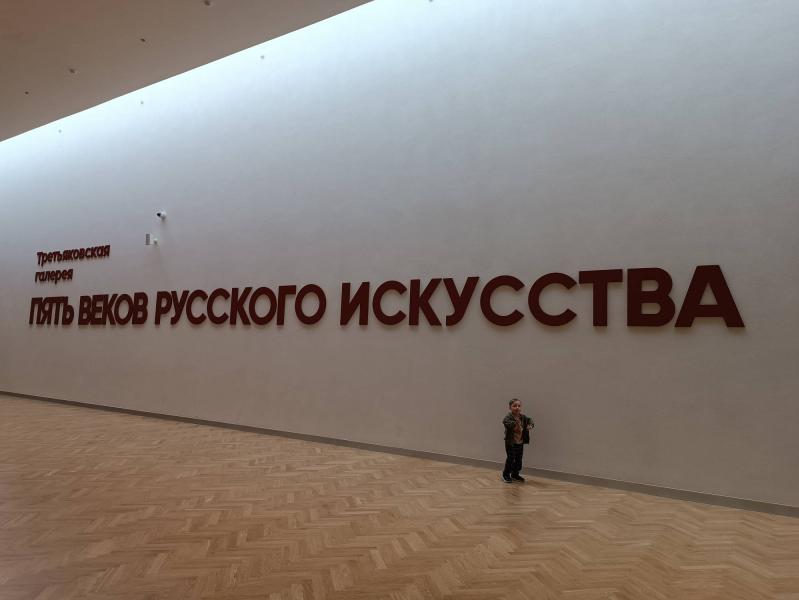 Третьяковская
галерея
ПЯТЬ ВЕКОВ РУССКОГО ИСКУССТВА